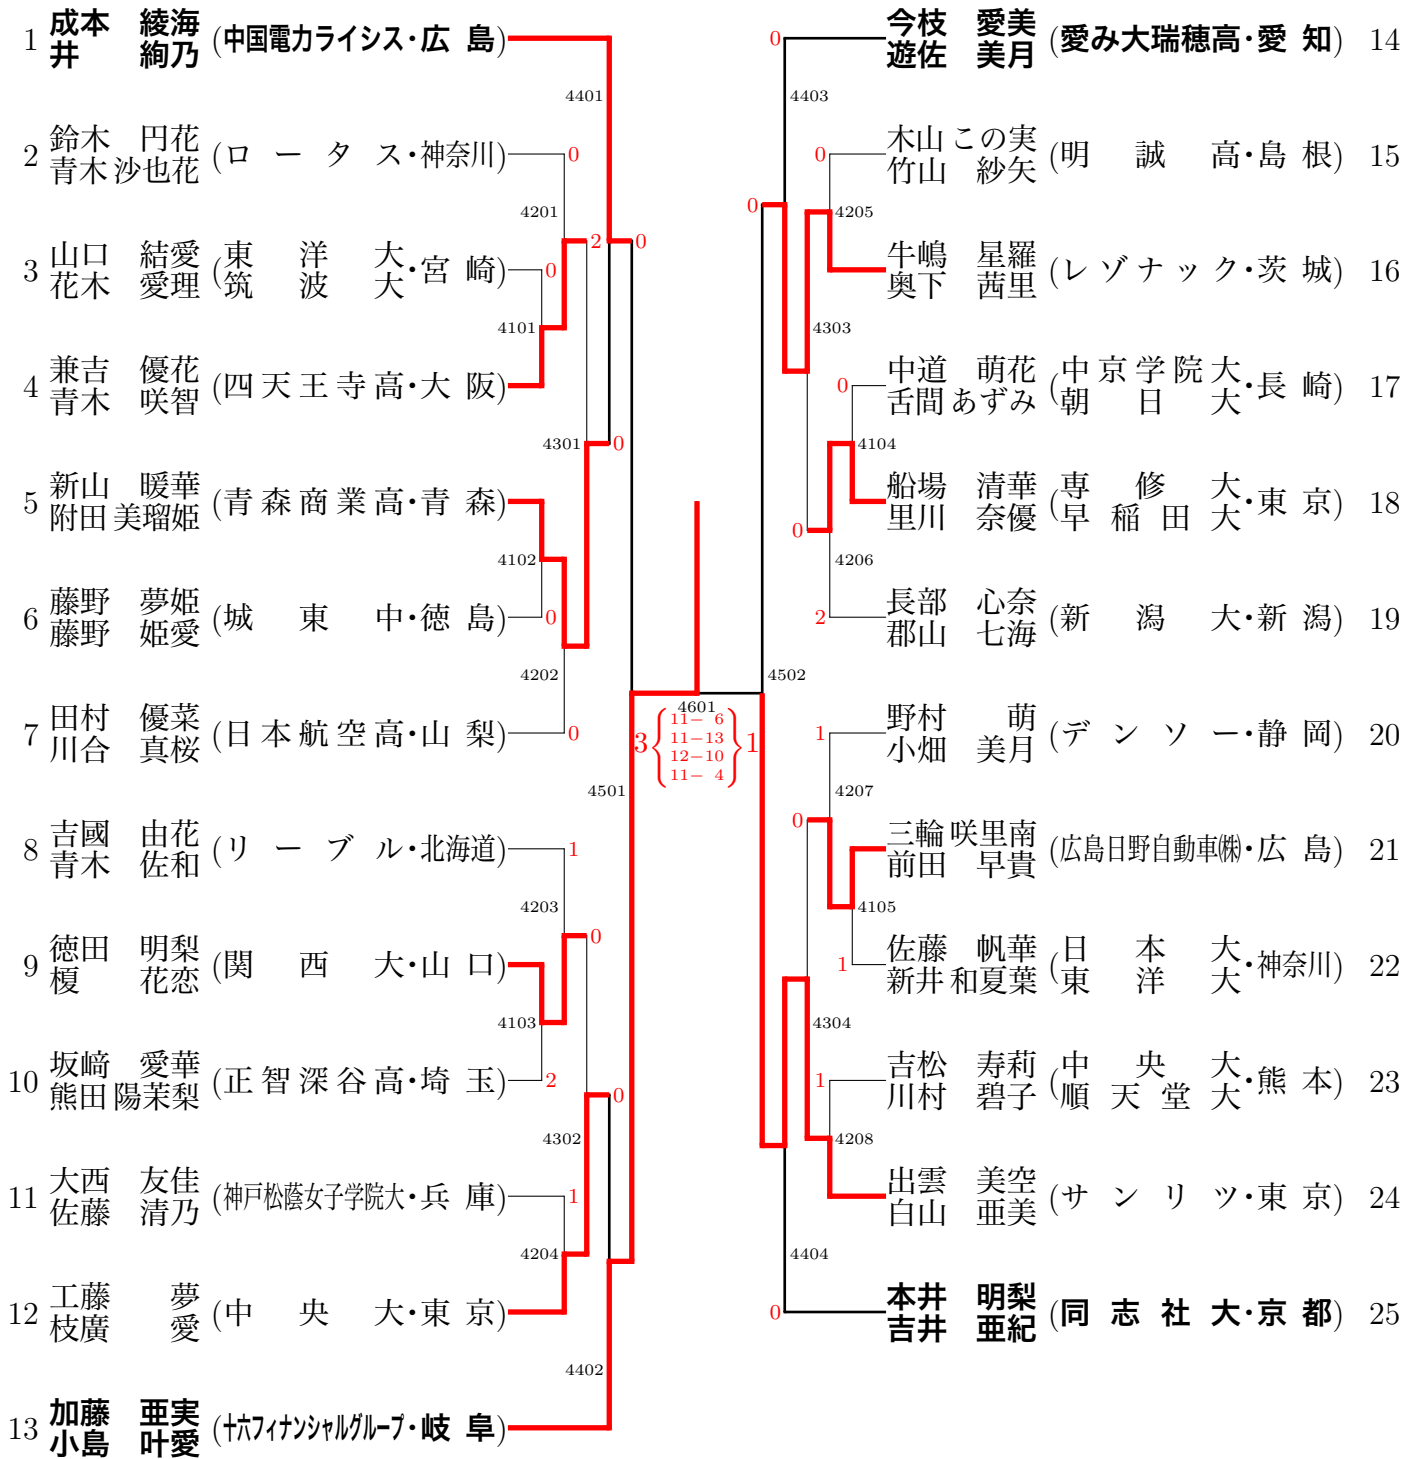 1 成本 綾海 (中国電力ライシス・広島)
井 絢乃
2 鈴木 円花 (ロータス・神奈川)
青木 沙也花
3 山口 結愛 (東洋大・宮崎)
花木 愛理 筑波大
4 兼吉 優花 (四天王寺高・大阪)
青木 咲智
5 新山 暖華 (青森商業高・青森)
附田 美瑠姫
6 藤野 夢姫 (城東中・徳島)
藤野 姫愛
7 田村 優菜 (日本航空高・山梨)
川合 真桜
8 吉國 由花 (リーブル・北海道)
青木 佐和
9 徳田 明梨 (関西大・山口)
榎 花恋
10 坂﨑 愛華 (正智深谷高・埼玉)
熊田 陽茉梨
11 大西 友佳 (神戸松蔭女子学院大・兵庫)
佐藤 清乃
12 工藤 夢 (中央大・東京)
枝廣 愛
13 加藤 亜実 (十六フィナンシャルグループ・岐阜)
小島 叶愛
4401
0
4201
2
0
0
4101
4301
0
4102
0
4202
0
4501
1
4203
0
4103
2
4302
0
1
4204
4402
4601
3 11－ 6 1
11－13
12－10
11－ 4
0
4403
0
0
4205
4303
0
4104
0
4206
2
4502
1
4207
0
4105
1
4304
1
4208
4404
0
今枝 愛美 (愛み大瑞穂高・愛知) 14
遊佐 美月
木山 この実 (明誠高・島根) 15
竹山 紗矢
牛嶋 星羅 (レゾナック・茨城) 16
奥下 茜里
中道 萌花 (中京学院大・長崎) 17
舌間 あずみ 朝日大
船場 清華 (専修大・東京) 18
里川 奈優 早稲田大
長部 心奈 (新潟大・新潟) 19
郡山 七海
野村 萌 (デンソー・静岡) 20
小畑 美月
三輪 咲里南 (広島日野自動車㈱・広島) 21
前田 早貴
佐藤 帆華 (日本大・神奈川) 22
新井 和夏葉 東洋大
吉松 寿莉 (中央大・熊本) 23
川村 碧子 順天堂大
出雲 美空 (サンリツ・東京) 24
白山 亜美
本井 明梨 (同志社大・京都) 25
吉井 亜紀